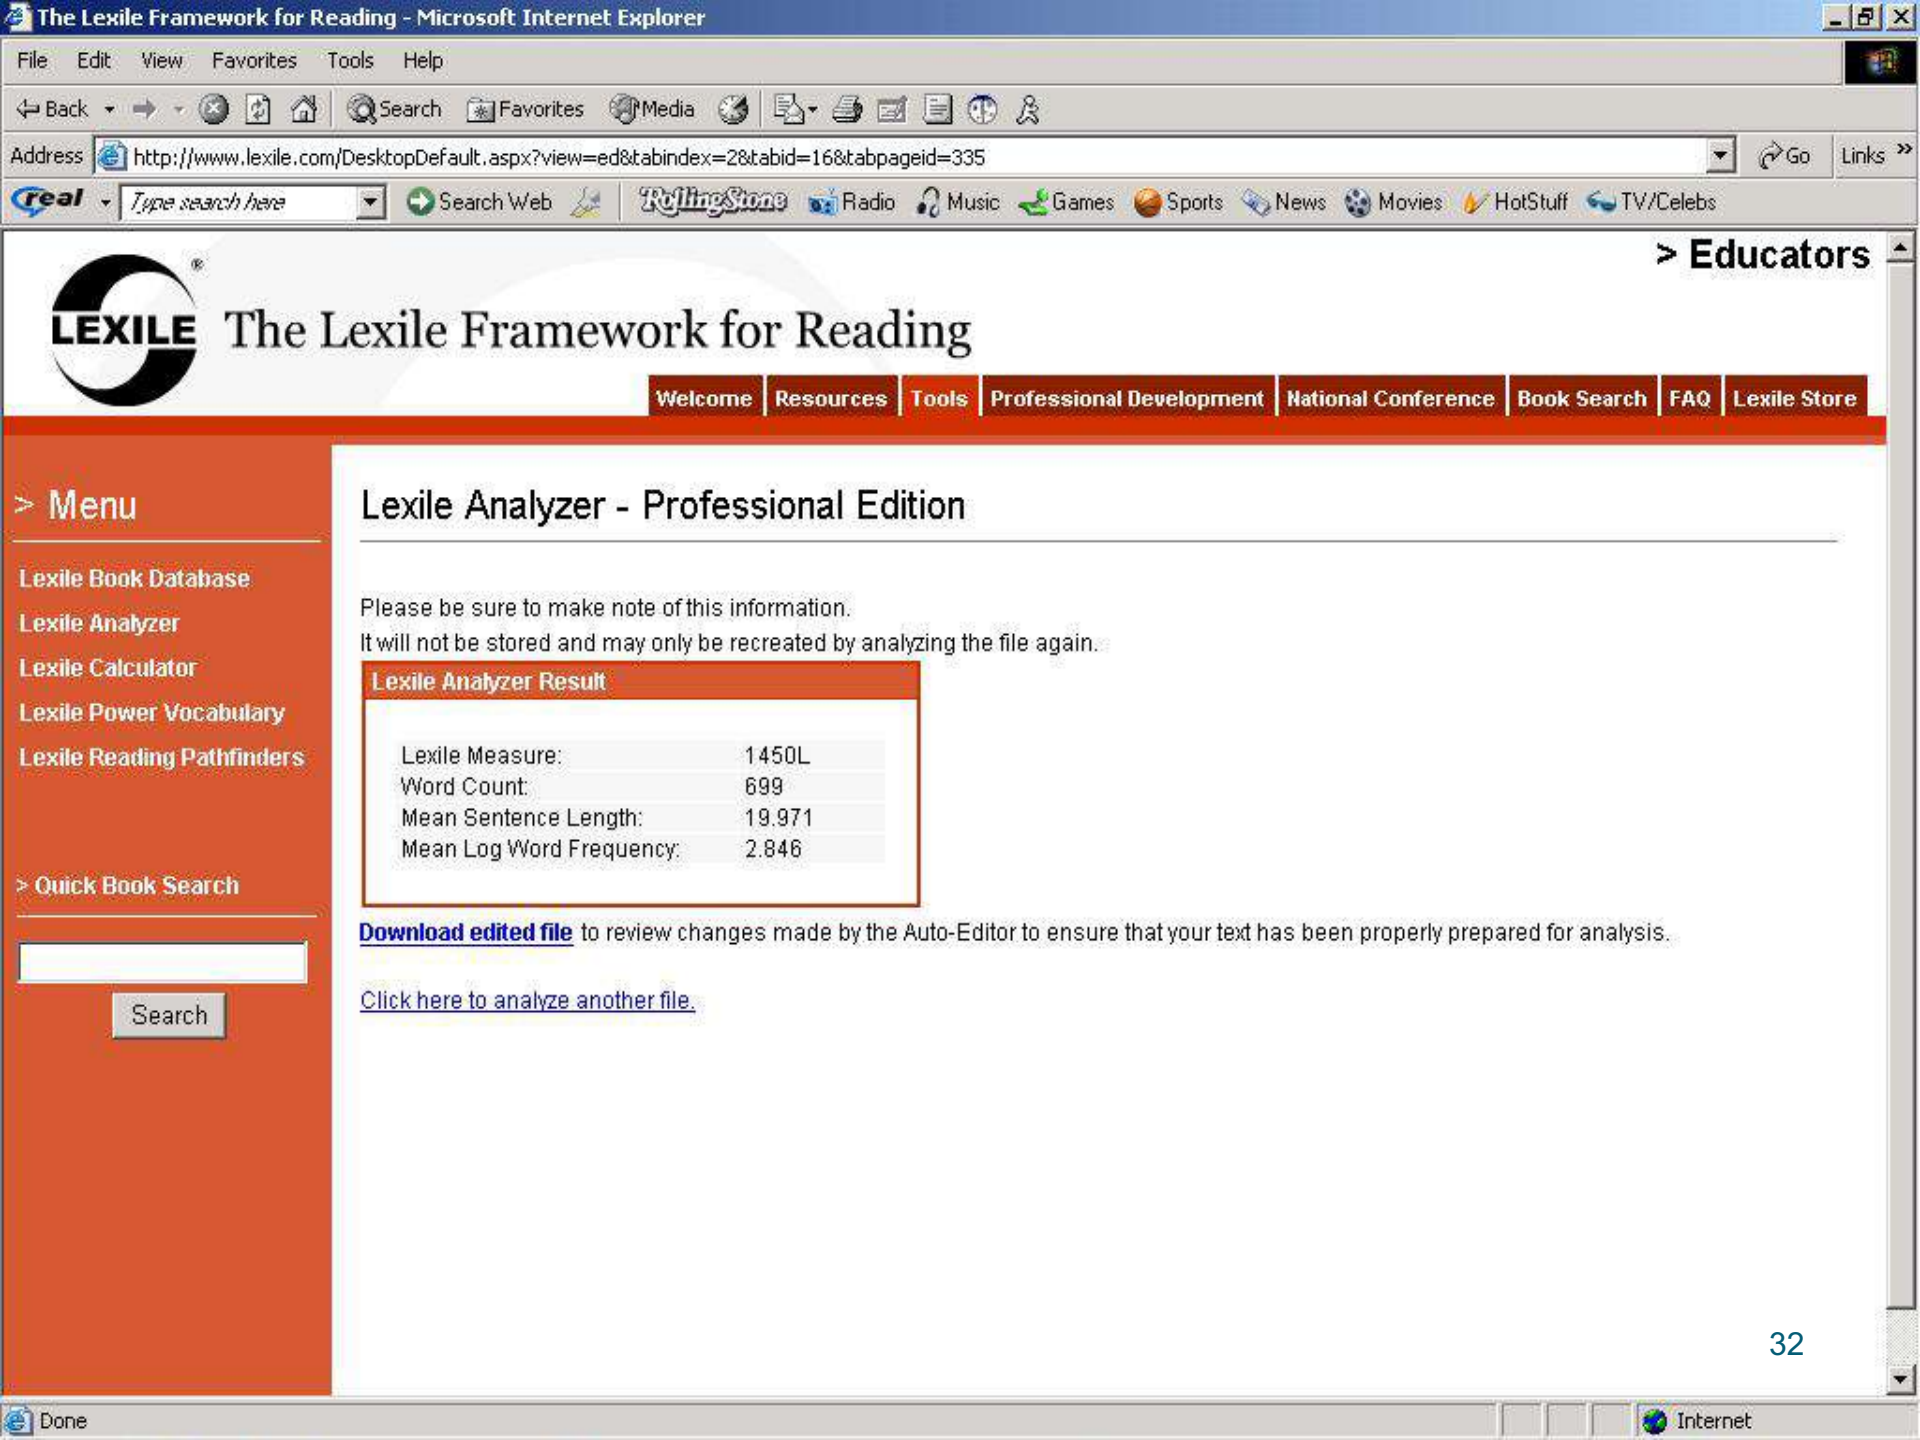 The Lexile Framework for Reading - Microsoft Internet Explorer
File Edit View Favorites Tools Help
Back Search Favorites Media
Address http://www.lexile.com/DesktopDefault.aspx?view=ed&tabindex=2&tabid=16&tabpageid=335 Go Links »
real Type search here Search Web RollingStone Radio Music Games Sports News Movies HotStuff TV/Celebs
> Educators
LEXILE ® The Lexile Framework for Reading
Welcome Resources Tools Professional Development National Conference Book Search FAQ Lexile Store
> Menu
Lexile Book Database
Lexile Analyzer
Lexile Calculator
Lexile Power Vocabulary
Lexile Reading Pathfinders
> Quick Book Search
Search
Lexile Analyzer - Professional Edition
Please be sure to make note of this information.
It will not be stored and may only be recreated by analyzing the file again.
Lexile Analyzer Result
Lexile Measure: 1450L
Word Count: 699
Mean Sentence Length: 19.971
Mean Log Word Frequency: 2.846
Download edited file to review changes made by the Auto-Editor to ensure that your text has been properly prepared for analysis.
Click here to analyze another file.
32
Done Internet